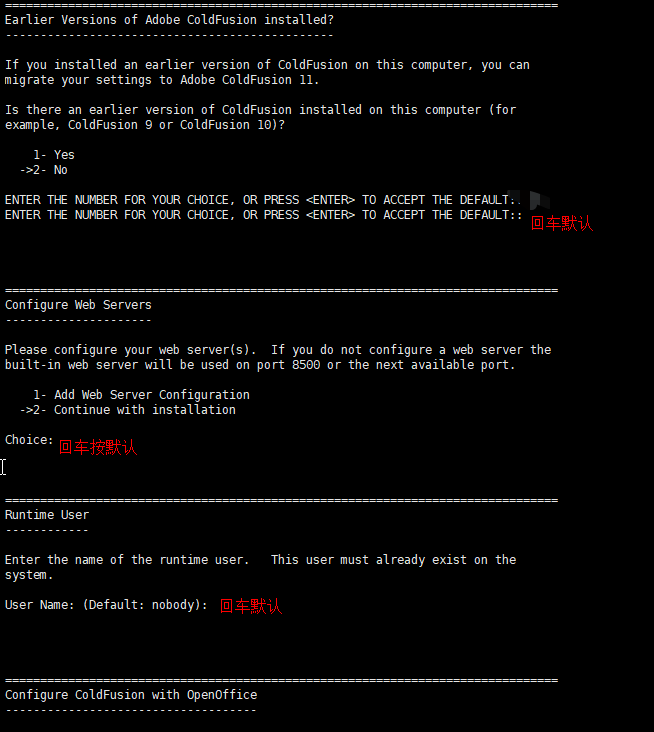 ===============================================================================
Earlier Versions of Adobe ColdFusion installed?
-----------------------------------------------
If you installed an earlier version of ColdFusion on this computer, you can
migrate your settings to Adobe ColdFusion 11.
Is there an earlier version of ColdFusion installed on this computer (for
example, ColdFusion 9 or ColdFusion 10)?
1- Yes
->2- No
ENTER THE NUMBER FOR YOUR CHOICE, OR PRESS <ENTER> TO ACCEPT THE DEFAULT:
ENTER THE NUMBER FOR YOUR CHOICE, OR PRESS <ENTER> TO ACCEPT THE DEFAULT:: 回车默认
===============================================================================
Configure Web Servers
---------------------
Please configure your web server(s).  If you do not configure a web server the
built-in web server will be used on port 8500 or the next available port.
1- Add Web Server Configuration
->2- Continue with installation
Choice: 回车按默认
===============================================================================
Runtime User
------------
Enter the name of the runtime user.   This user must already exist on the
system.
User Name: (Default: nobody): 回车默认
===============================================================================
Configure ColdFusion with OpenOffice
------------------------------------